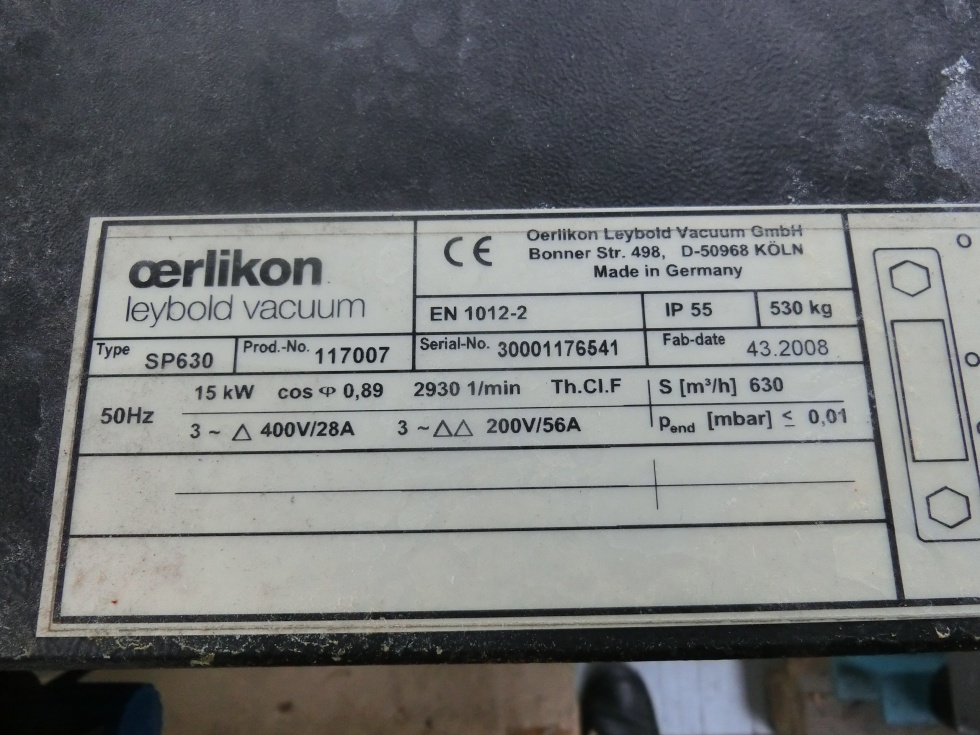 œrlikon
leybold vacuum
CE
Oerlikon Leybold Vacuum GmbH
Bonner Str. 498, D-50968 KÖLN
Made in Germany
EN 1012-2
IP 55
530 kg
Type SP630
Prod.-No. 117007
Serial-No. 30001176541
Fab-date 43.2008
50Hz
15 kW cos φ 0,89 2930 1/min Th.Cl.F
S [m³/h] 630
3 ~ △ 400V/28A 3 ~ △△ 200V/56A
pend [mbar] ≤ 0,01